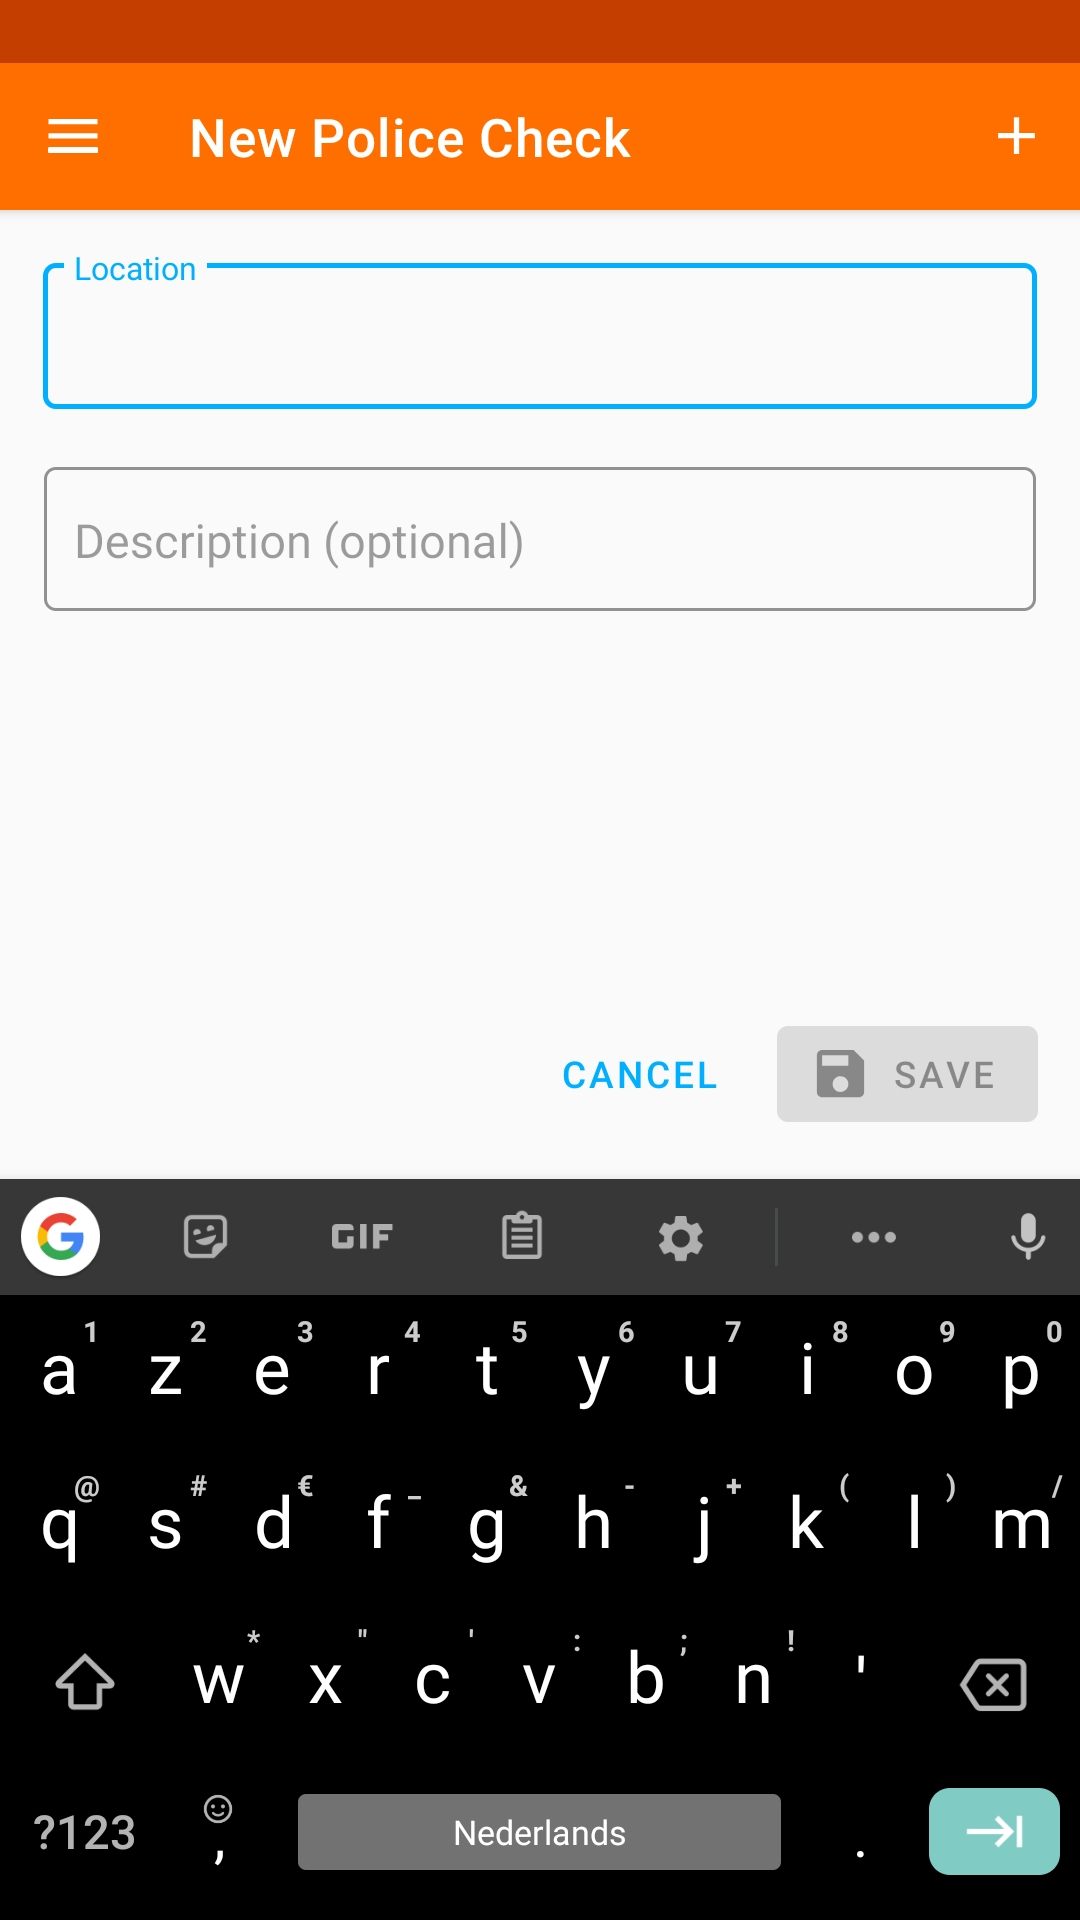 New Police Check
Location
Description (optional)
CANCEL
SAVE
GIF
1 2 3 4 5 6 7 8 9 0
a z e r t y u i o p
@ # € _ & - + ( ) /
q s d f g h j k l m
* " ' : ; !
w x c v b n '
?123 , Nederlands .